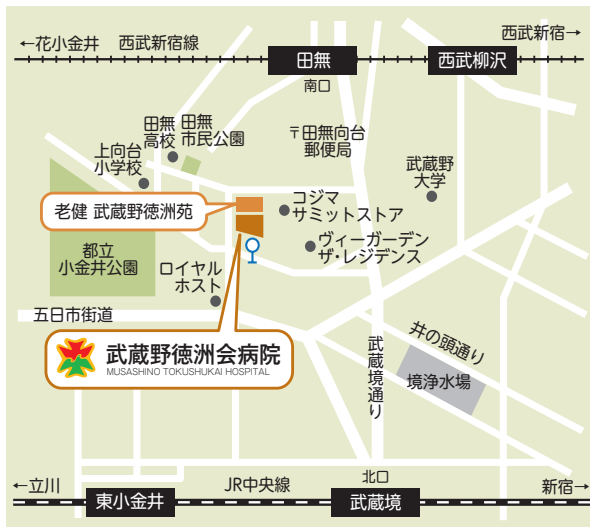 ←花小金井
西武新宿線
西武新宿→
田無
西武柳沢
南口
田無
高校
田無
市民公園
〒田無向台
郵便局
上向台
小学校
武蔵野
大学
老健 武蔵野徳洲苑
コジマ
サミットストア
都立
小金井公園
ヴィーガーデン
ザ・レジデンス
ロイヤル
ホスト
五日市街道
武蔵野徳洲会病院
MUSASHINO TOKUSHUKAI HOSPITAL
武蔵境通り
井の頭通り
境浄水場
←立川
JR中央線
北口
新宿→
東小金井
武蔵境